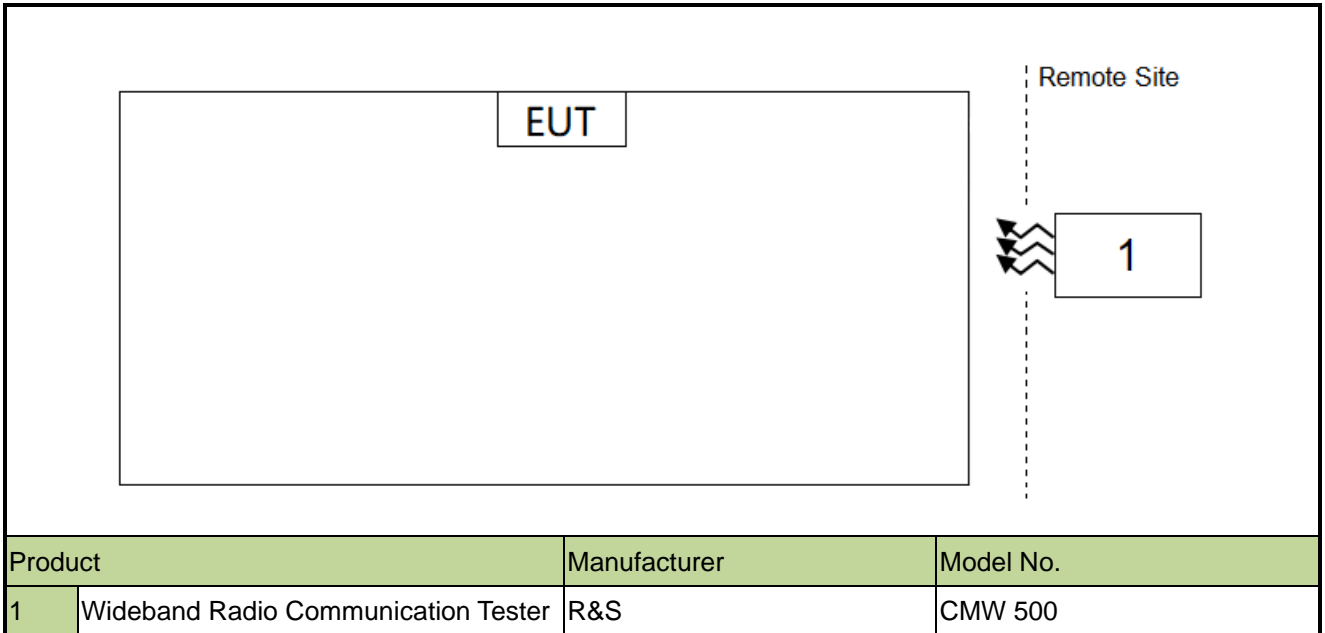 Remote Site
EUT
1
Product Manufacturer Model No.
1 Wideband Radio Communication Tester R&S CMW 500